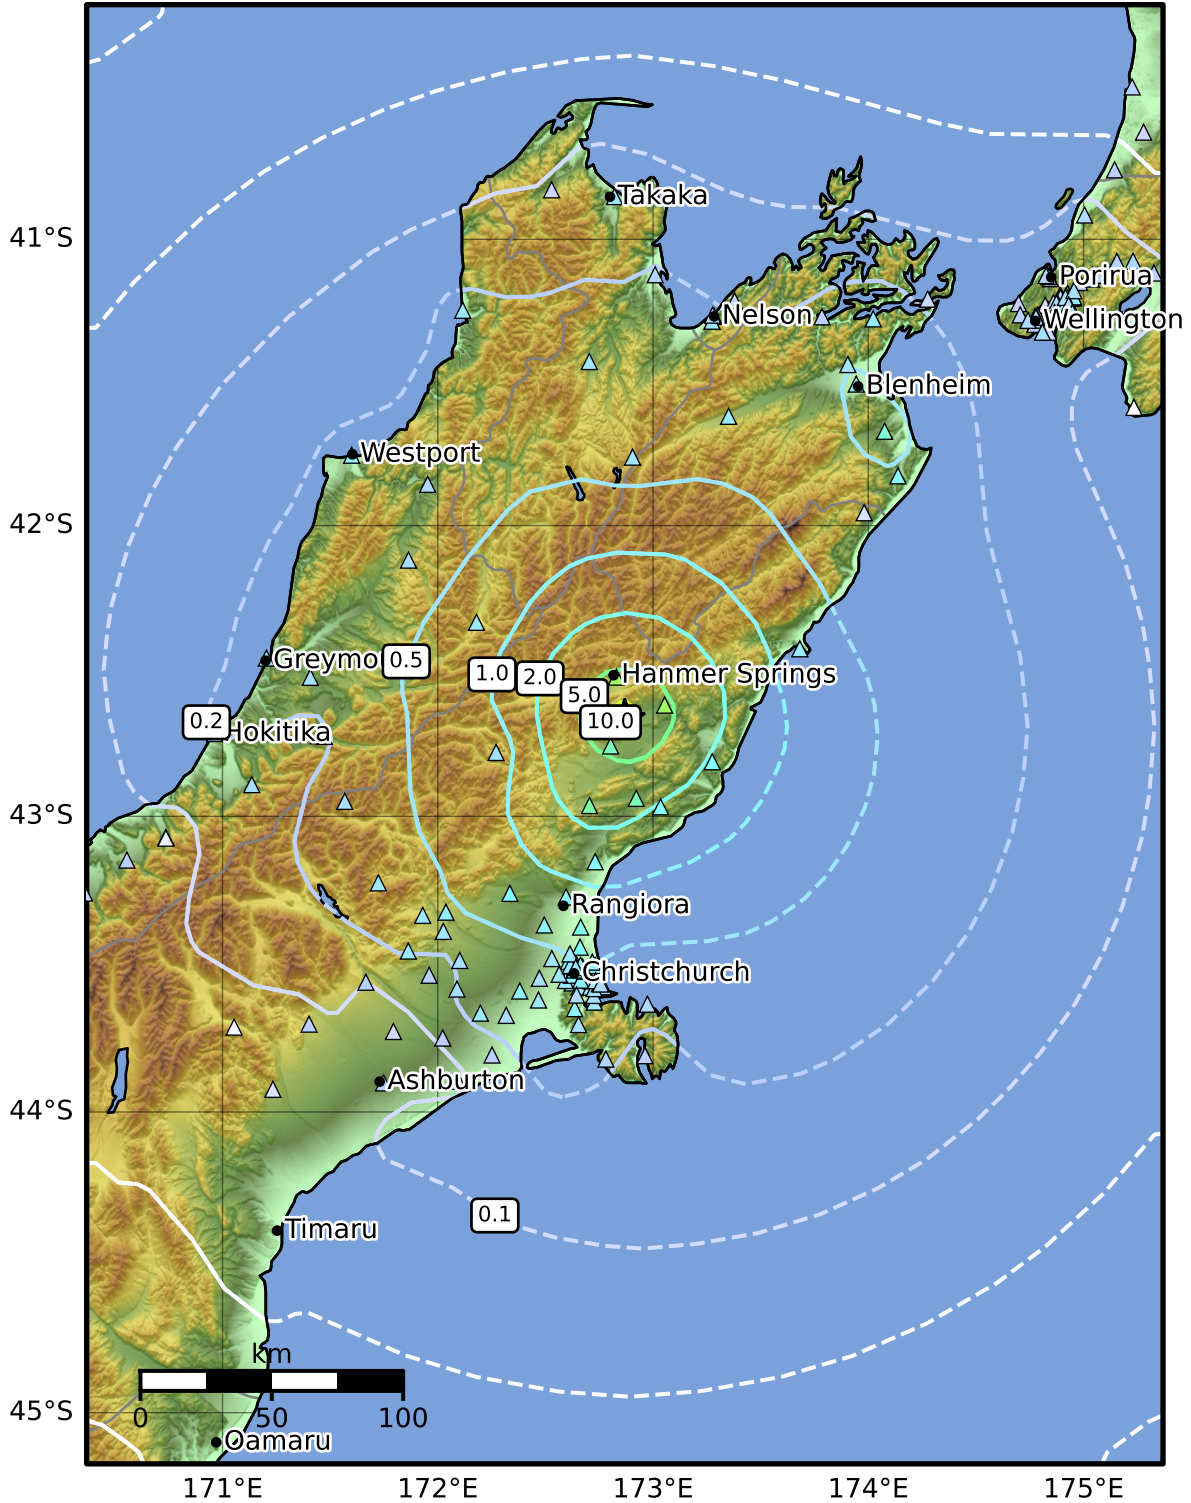 Takaka
41°S
Porirua
Nelson
Wellington
Blenheim
Westport
42°S
Greymo
0.5
1.0
2.0
Hanmer Springs
5.0
10.0
0.2
Hokitika
43°S
Rangiora
Christchurch
Ashburton
44°S
0.1
Timaru
km
0
50
100
45°S
Oamaru
171°E
172°E
173°E
174°E
175°E